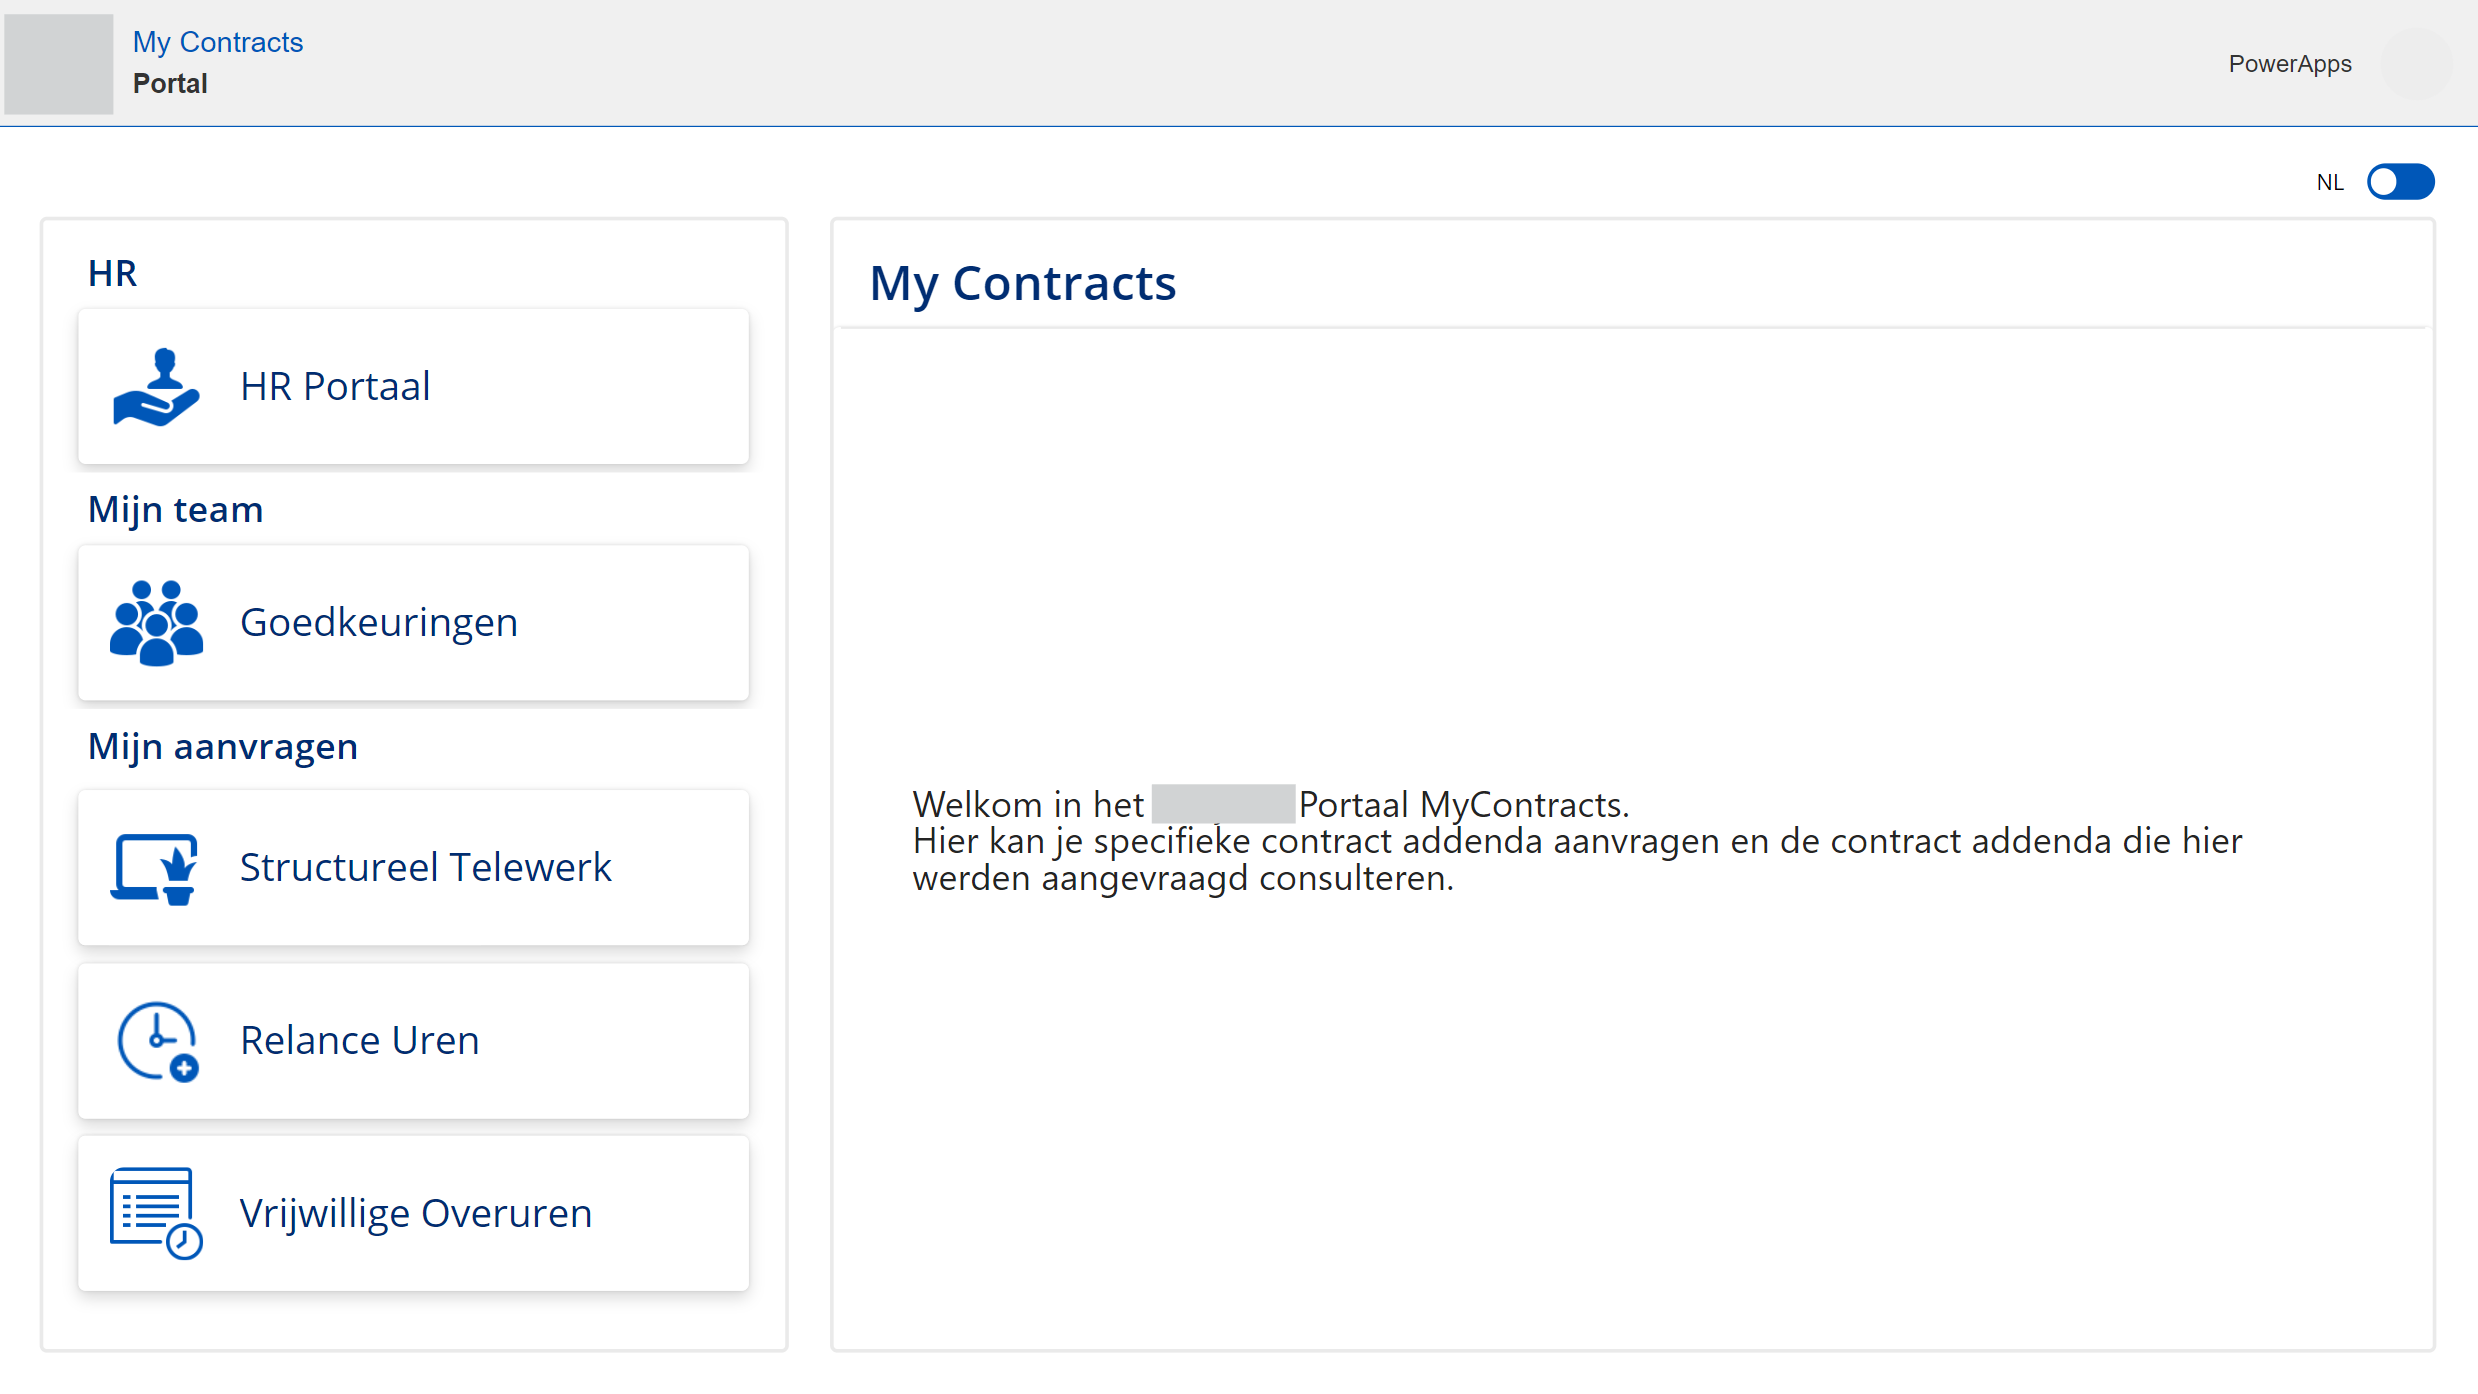 My Contracts
Portal
PowerApps
NL
HR
HR Portaal
Mijn team
Goedkeuringen
Mijn aanvragen
Structureel Telewerk
Relance Uren
Vrijwillige Overuren
My Contracts
Welkom in het Portaal MyContracts.
Hier kan je specifieke contract addenda aanvragen en de contract addenda die hier
werden aangevraagd consulteren.